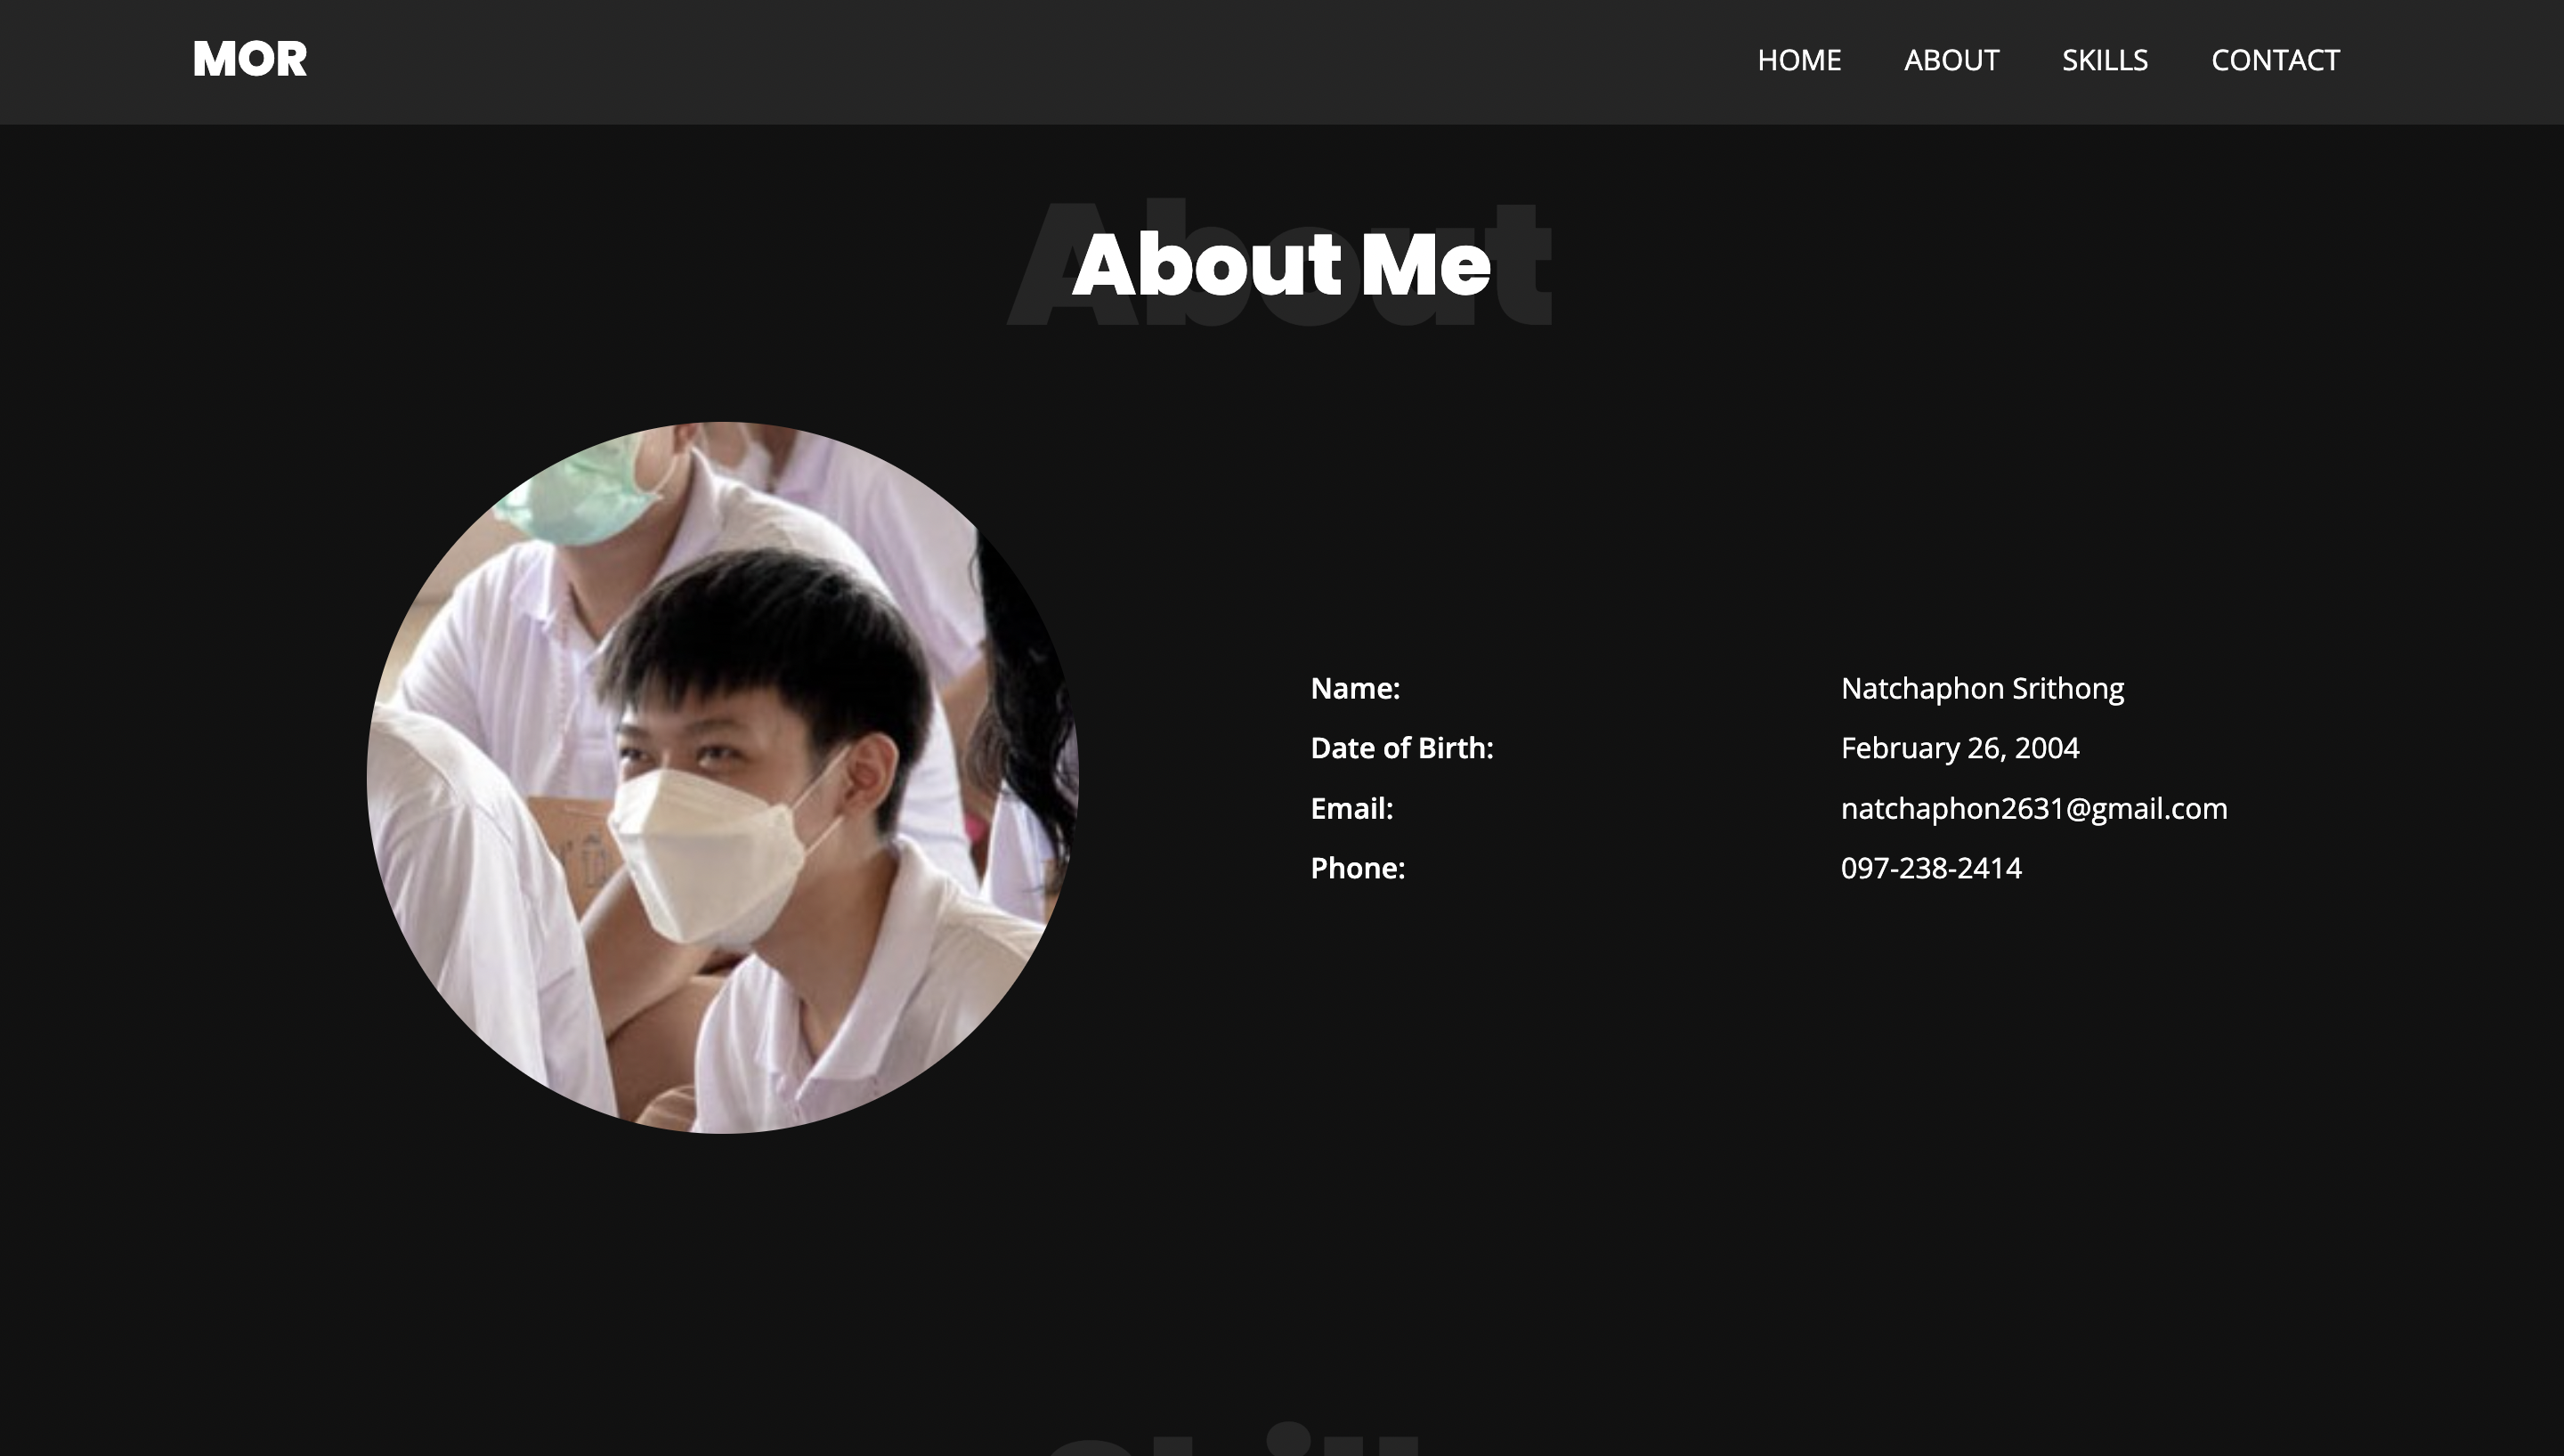 MOR HOME ABOUT SKILLS CONTACT
About
About Me
Name: Natchaphon Srithong
Date of Birth: February 26, 2004
Email: natchaphon2631@gmail.com
Phone: 097-238-2414